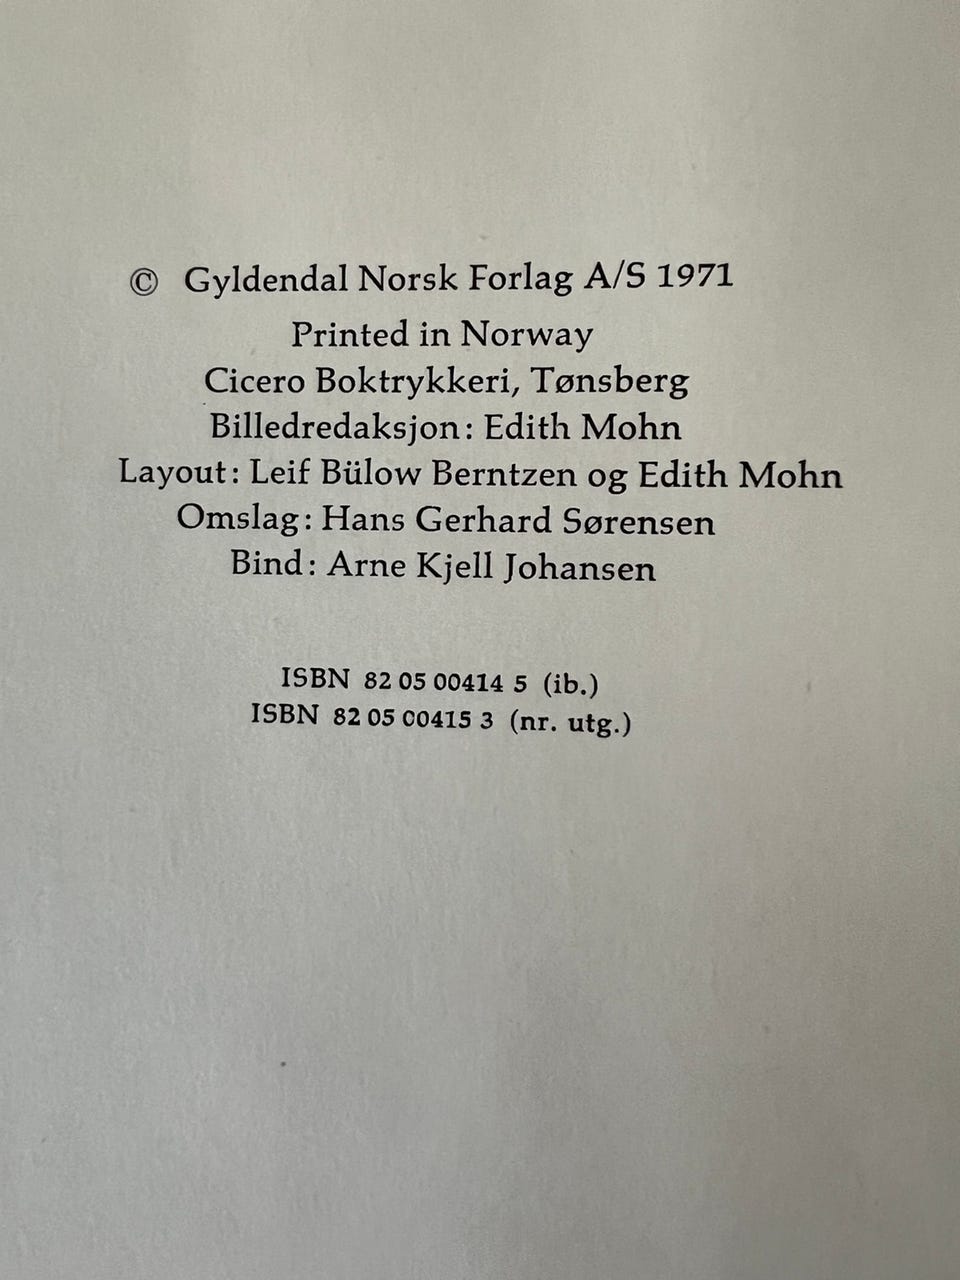 © Gyldendal Norsk Forlag A/S 1971
Printed in Norway
Cicero Boktrykkeri, Tønsberg
Billedredaksjon: Edith Mohn
Layout: Leif Bülow Berntzen og Edith Mohn
Omslag: Hans Gerhard Sørensen
Bind: Arne Kjell Johansen
ISBN 82 05 00414 5 (ib.)
ISBN 82 05 00415 3 (nr. utg.)